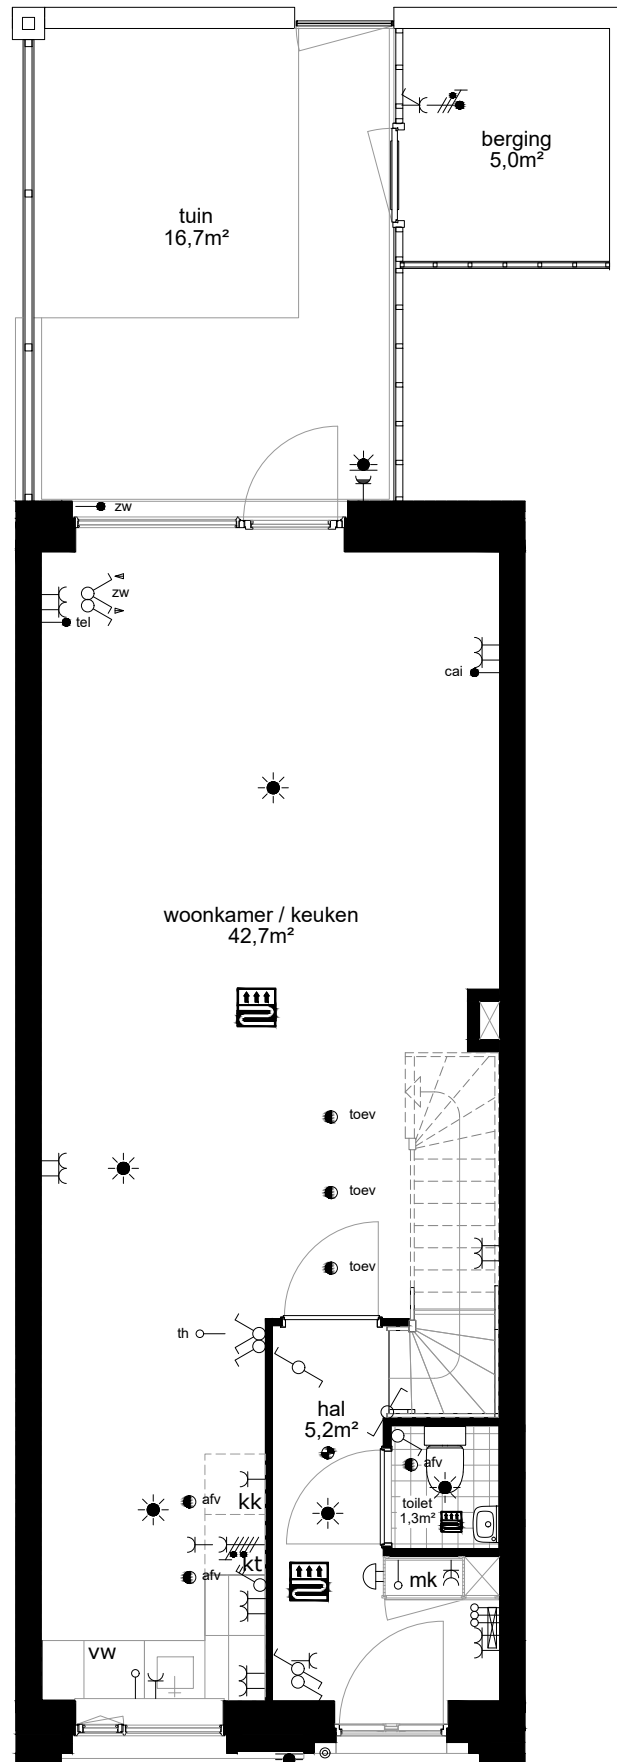 berging
5,0m²
tuin
16,7m²
zw
zw
tel
cai
woonkamer / keuken
42,7m²
toev
toev
toev
th
hal
5,2m²
afv
afv
kk
toilet
1,3m²
kt
afv
mk
vw